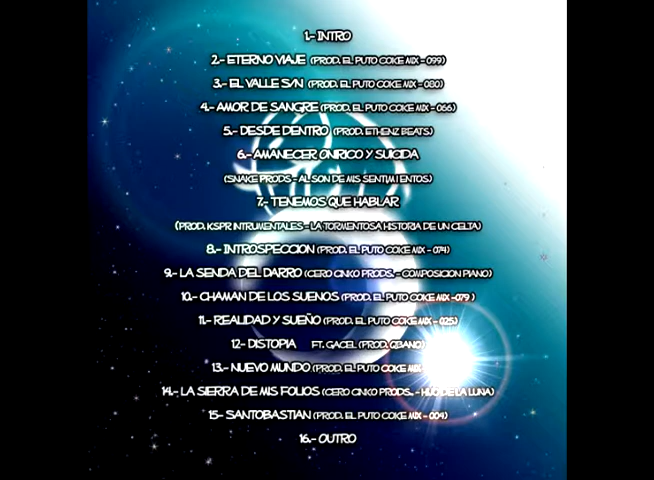 1.- INTRO
2.- ETERNO VIAJE (PROD. EL PUTO COKE MIX - 099)
3.- EL VALLE S/N (PROD. EL PUTO COKE MIX - 080)
4.- AMOR DE SANGRE (PROD. EL PUTO COKE MIX - 066)
5.- DESDE DENTRO (PROD. ETHENZ BEATS)
6.- AMANECER ONIRICO Y SUICIDA
(SNAKE PRODS - AL SON DE MIS SENTIMIENTOS)
7.- TENEMOS QUE HABLAR
(PROD. KSPR INTRUMENTALES - LA TORMENTOSA HISTORIA DE UN CELTA)
8.- INTROSPECCION (PROD. EL PUTO COKE MIX - 074)
9.- LA SENDA DEL DARRO (CERO CINKO PRODS. - COMPOSICION PIANO)
10.- CHAMAN DE LOS SUENOS (PROD. EL PUTO COKE MIX -079 )
11.- REALIDAD Y SUEÑO (PROD. EL PUTO COKE MIX - 025)
12- DISTOPIA FT. GACEL (PROD. QBANO)
13.- NUEVO MUNDO (PROD. EL PUTO COKE MIX
14.- LA SIERRA DE MIS FOLIOS (CERO CINKO PRODS. - HIJO DE LA LUNA)
15- SANTOBASTIAN (PROD. EL PUTO COKE MIX - 004)
16.- OUTRO